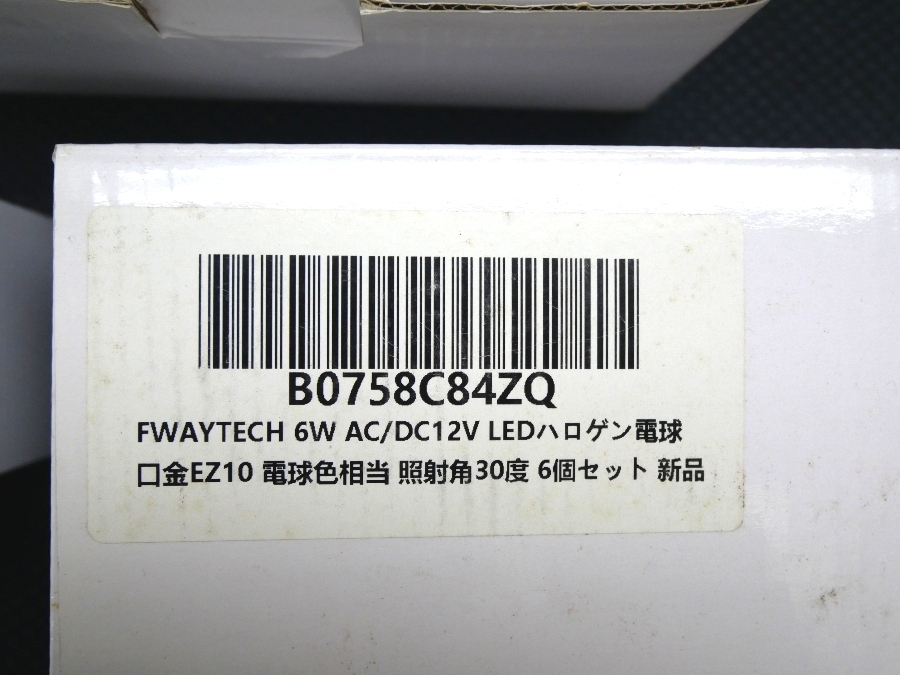 B0758C84ZQ
FWAYTECH 6W AC/DC12V LEDハロゲン電球
口金EZ10 電球色相当 照射角30度 6個セット 新品